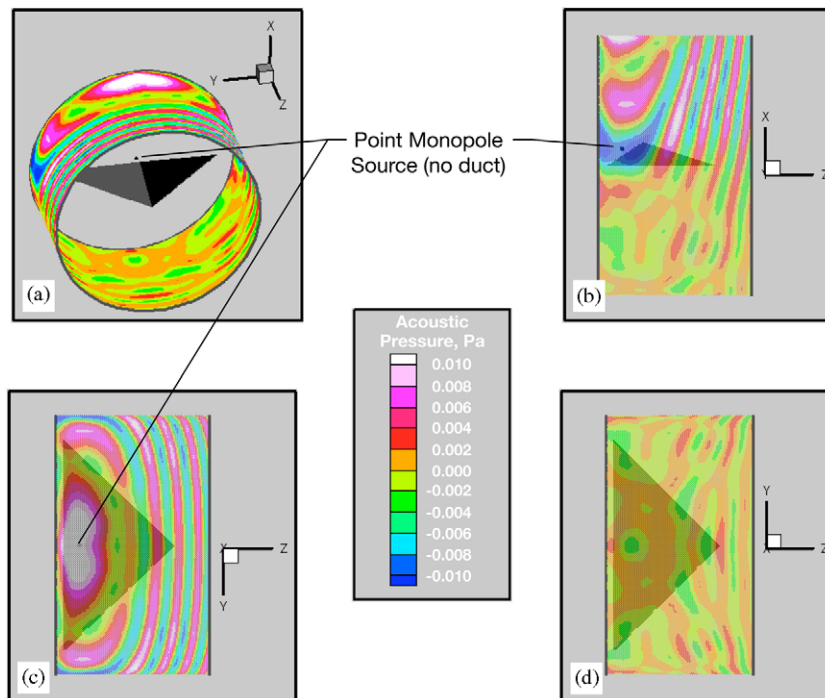 X
Y
Z
(a)
Point Monopole
Source (no duct)
X
Z
(b)
Acoustic
Pressure, Pa
0.010
0.008
0.006
0.004
0.002
0.000
-0.002
-0.004
-0.006
-0.008
-0.010
X
Z
Y
(c)
Y
X
Z
(d)